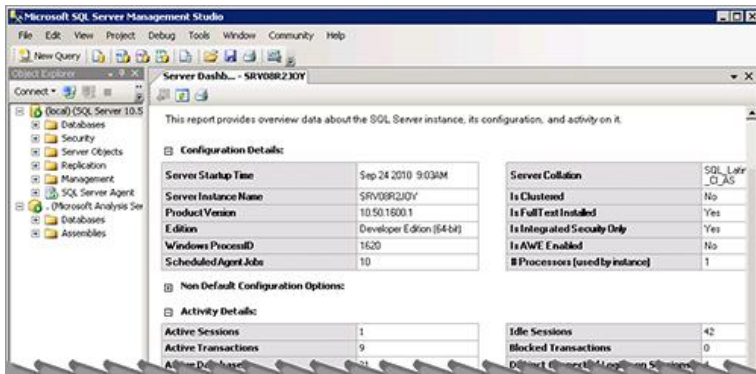 Microsoft SQL Server Management Studio
File Edit View Project Debug Tools Window Community Help
New Query
Object Explorer
Connect
(local) (SQL Server 10.5
Databases
Security
Server Objects
Replication
Management
SQL Server Agent
. (Microsoft Analysis Ser
Databases
Assemblies
Server Dashb... - SRV08R2JOY
This report provides overview data about the SQL Server instance, its configuration, and activity on it.
Configuration Details:
Server Startup Time Sep 24 2010 9:03AM Server Collation SQL_Latin _CI_AS
Server Instance Name SRV08R2JOY Is Clustered No
Product Version 10.50.1600.1 Is FullText Installed Yes
Edition Developer Edition (64-bit) Is Integrated Security Only Yes
Windows ProcessID 1620 Is AWE Enabled No
Scheduled Agent Jobs 10 # Processors (used by instance) 1
Non Default Configuration Options:
Activity Details:
Active Sessions 1 Idle Sessions 42
Active Transactions 9 Blocked Transactions 0